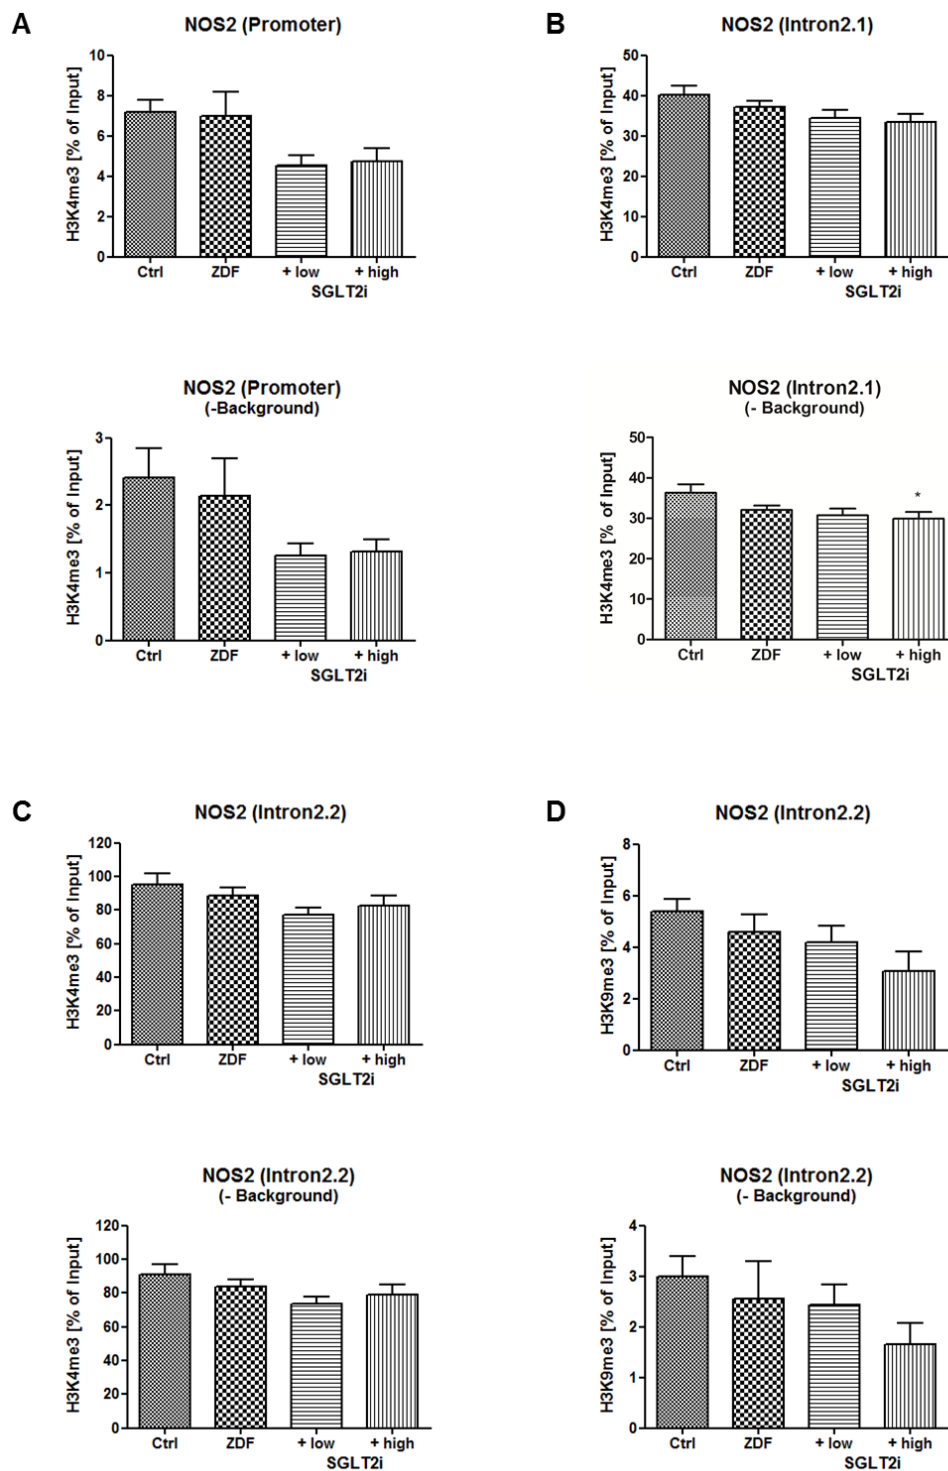 A
NOS2 (Promoter)
H3K4me3 [% of Input]
10
8
6
4
2
0
Ctrl ZDF + low + high
SGLT2i
B
NOS2 (Intron2.1)
H3K4me3 [% of Input]
50
40
30
20
10
0
Ctrl ZDF + low + high
SGLT2i
NOS2 (Promoter)
(-Background)
H3K4me3 [% of Input]
3
2
1
0
Ctrl ZDF + low + high
SGLT2i
NOS2 (Intron2.1)
(- Background)
H3K4me3 [% of Input]
50
40
30
20
10
0
*
Ctrl ZDF + low + high
SGLT2i
C
NOS2 (Intron2.2)
H3K4me3 [% of Input]
120
100
80
60
40
20
0
Ctrl ZDF + low + high
SGLT2i
D
NOS2 (Intron2.2)
H3K9me3 [% of Input]
8
6
4
2
0
Ctrl ZDF + low + high
SGLT2i
NOS2 (Intron2.2)
(- Background)
H3K4me3 [% of Input]
120
100
80
60
40
20
0
Ctrl ZDF + low + high
SGLT2i
NOS2 (Intron2.2)
(- Background)
H3K9me3 [% of Input]
4
3
2
1
0
Ctrl ZDF + low + high
SGLT2i